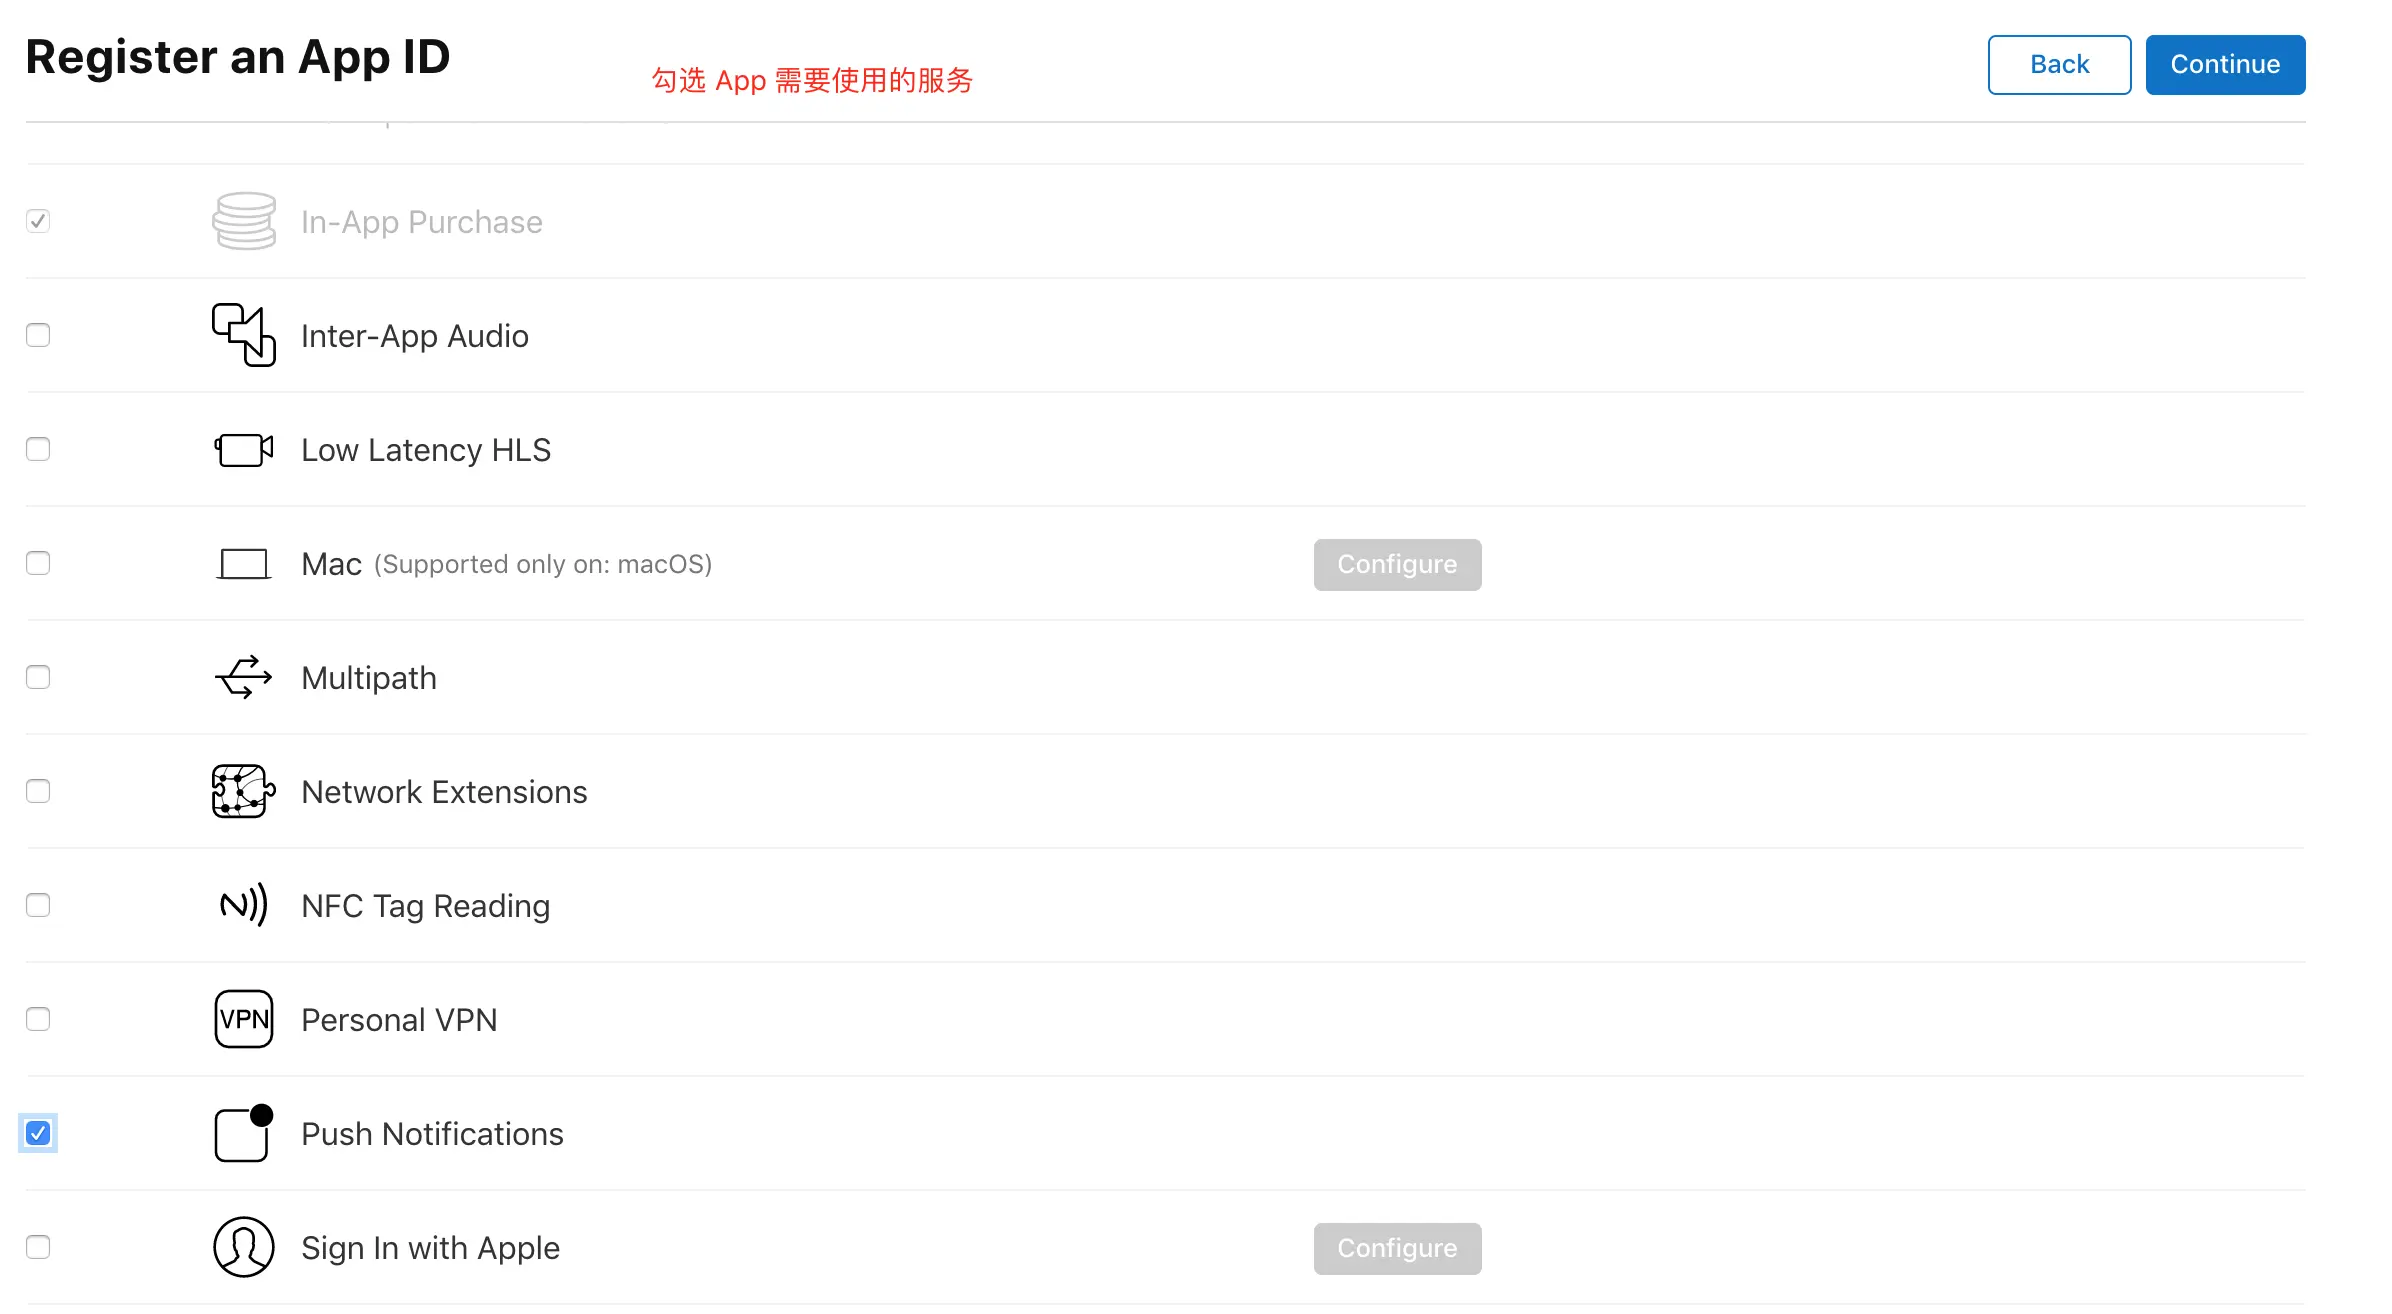 Register an App ID
勾选 App 需要使用的服务
Back
Continue
In-App Purchase
Inter-App Audio
Low Latency HLS
Mac (Supported only on: macOS)
Configure
Multipath
Network Extensions
NFC Tag Reading
VPN
Personal VPN
Push Notifications
Sign In with Apple
Configure